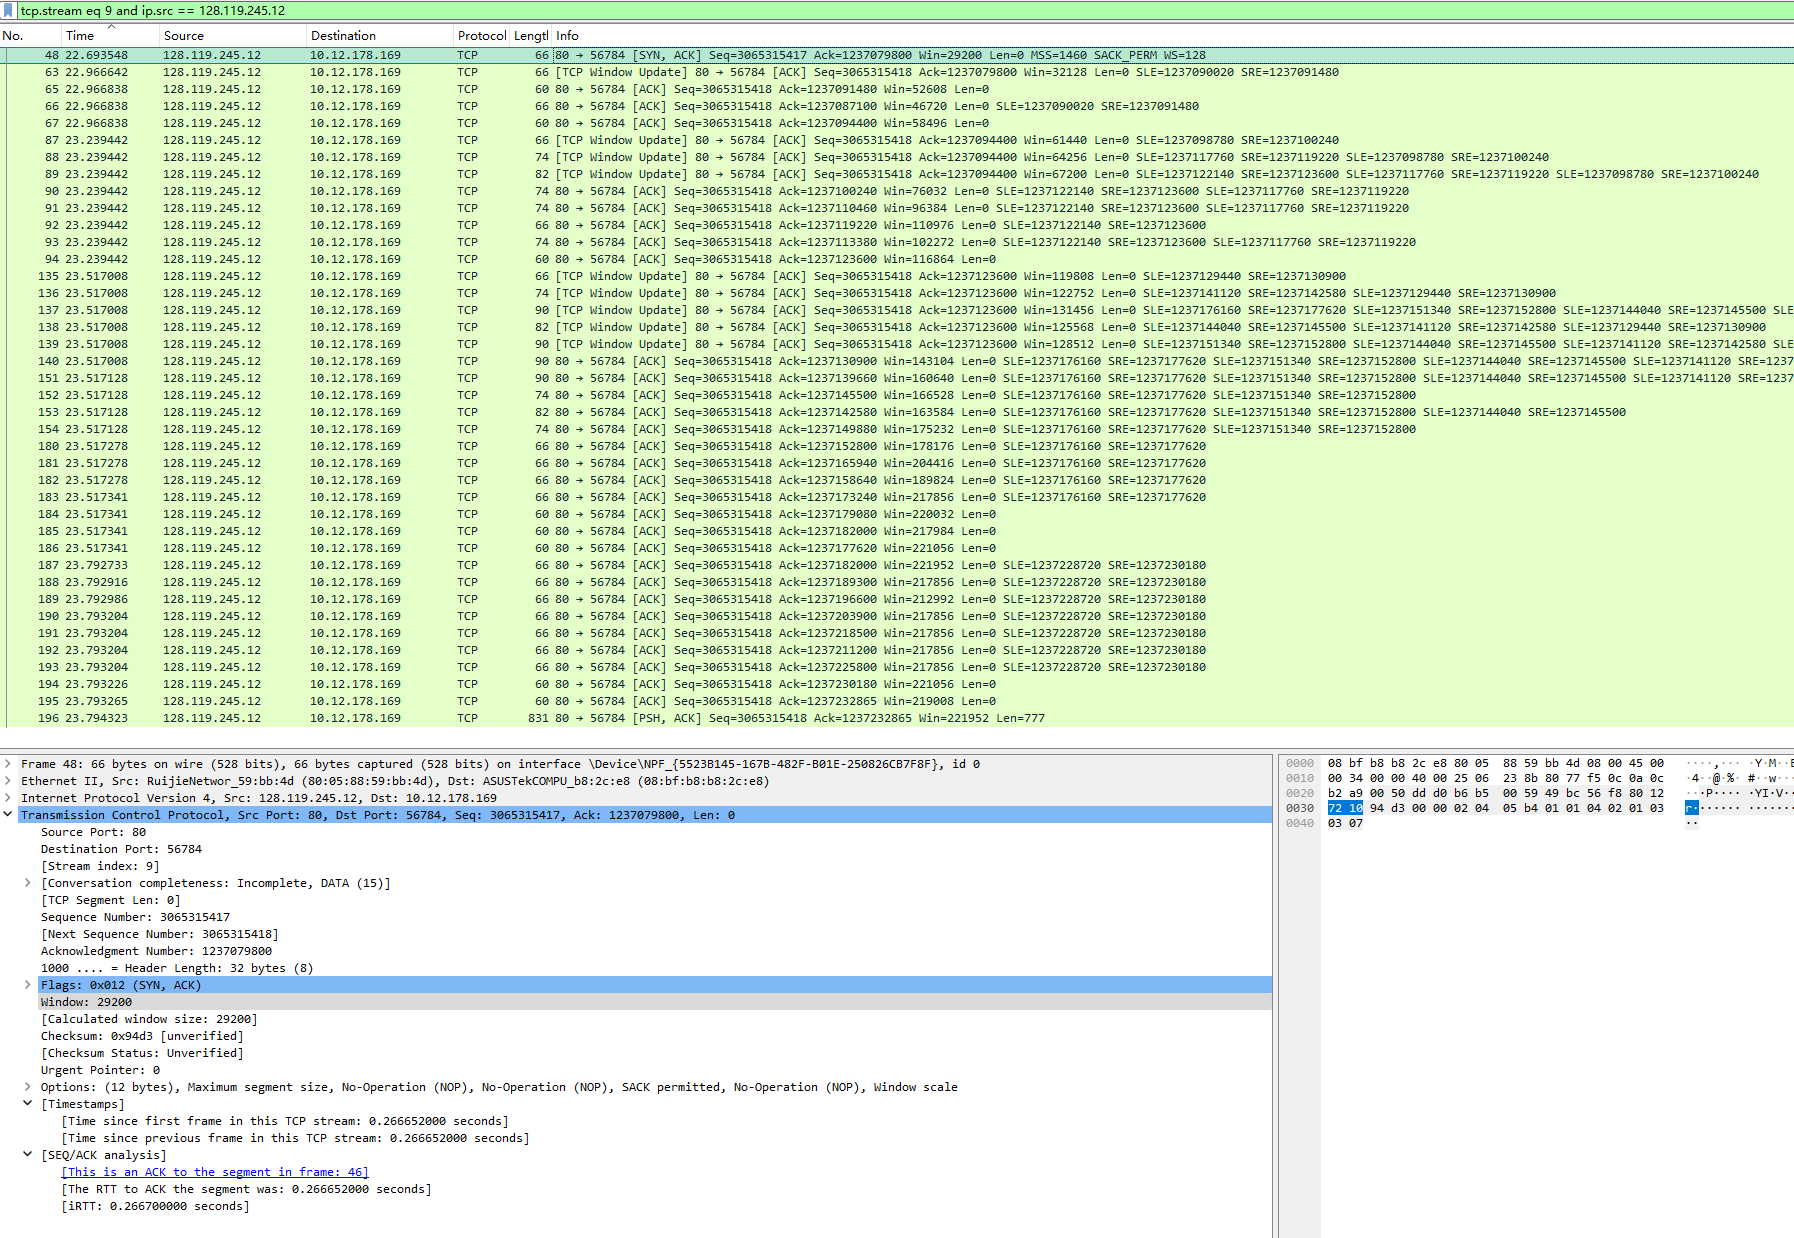 tcp.stream eq 9 and ip.src == 128.119.245.12
No. Time Source Destination Protocol Lengtl Info
48 22.693548 128.119.245.12 10.12.178.169 TCP 66 80 → 56784 [SYN, ACK] Seq=3065315417 Ack=1237079800 Win=29200 Len=0 MSS=1460 SACK_PERM WS=128
63 22.966642 128.119.245.12 10.12.178.169 TCP 66 [TCP Window Update] 80 → 56784 [ACK] Seq=3065315418 Ack=1237079800 Win=32128 Len=0 SLE=1237090020 SRE=1237091480
65 22.966838 128.119.245.12 10.12.178.169 TCP 60 80 → 56784 [ACK] Seq=3065315418 Ack=1237091480 Win=52608 Len=0
66 22.966838 128.119.245.12 10.12.178.169 TCP 66 80 → 56784 [ACK] Seq=3065315418 Ack=1237087100 Win=46720 Len=0 SLE=1237090020 SRE=1237091480
67 22.966838 128.119.245.12 10.12.178.169 TCP 60 80 → 56784 [ACK] Seq=3065315418 Ack=1237094400 Win=58496 Len=0
87 23.239442 128.119.245.12 10.12.178.169 TCP 66 [TCP Window Update] 80 → 56784 [ACK] Seq=3065315418 Ack=1237094400 Win=61440 Len=0 SLE=1237098780 SRE=1237100240
88 23.239442 128.119.245.12 10.12.178.169 TCP 74 [TCP Window Update] 80 → 56784 [ACK] Seq=3065315418 Ack=1237094400 Win=64256 Len=0 SLE=1237117760 SRE=1237119220 SLE=1237098780 SRE=1237100240
89 23.239442 128.119.245.12 10.12.178.169 TCP 82 [TCP Window Update] 80 → 56784 [ACK] Seq=3065315418 Ack=1237094400 Win=67200 Len=0 SLE=1237122140 SRE=1237123600 SLE=1237117760 SRE=1237119220 SLE=1237098780 SRE=1237100240
90 23.239442 128.119.245.12 10.12.178.169 TCP 74 80 → 56784 [ACK] Seq=3065315418 Ack=1237100240 Win=76032 Len=0 SLE=1237122140 SRE=1237123600 SLE=1237117760 SRE=1237119220
91 23.239442 128.119.245.12 10.12.178.169 TCP 74 80 → 56784 [ACK] Seq=3065315418 Ack=1237110460 Win=96384 Len=0 SLE=1237122140 SRE=1237123600 SLE=1237117760 SRE=1237119220
92 23.239442 128.119.245.12 10.12.178.169 TCP 66 80 → 56784 [ACK] Seq=3065315418 Ack=1237119220 Win=110976 Len=0 SLE=1237122140 SRE=1237123600
93 23.239442 128.119.245.12 10.12.178.169 TCP 74 80 → 56784 [ACK] Seq=3065315418 Ack=1237113380 Win=102272 Len=0 SLE=1237122140 SRE=1237123600 SLE=1237117760 SRE=1237119220
94 23.239442 128.119.245.12 10.12.178.169 TCP 60 80 → 56784 [ACK] Seq=3065315418 Ack=1237123600 Win=116864 Len=0
135 23.517008 128.119.245.12 10.12.178.169 TCP 66 [TCP Window Update] 80 → 56784 [ACK] Seq=3065315418 Ack=1237123600 Win=119808 Len=0 SLE=1237129440 SRE=1237130900
136 23.517008 128.119.245.12 10.12.178.169 TCP 74 [TCP Window Update] 80 → 56784 [ACK] Seq=3065315418 Ack=1237123600 Win=122752 Len=0 SLE=1237141120 SRE=1237142580 SLE=1237129440 SRE=1237130900
137 23.517008 128.119.245.12 10.12.178.169 TCP 90 [TCP Window Update] 80 → 56784 [ACK] Seq=3065315418 Ack=1237123600 Win=131456 Len=0 SLE=1237176160 SRE=1237177620 SLE=1237151340 SRE=1237152800 SLE=1237144040 SRE=1237145500 SLE
138 23.517008 128.119.245.12 10.12.178.169 TCP 82 [TCP Window Update] 80 → 56784 [ACK] Seq=3065315418 Ack=1237123600 Win=125568 Len=0 SLE=1237144040 SRE=1237145500 SLE=1237141120 SRE=1237142580 SLE=1237129440 SRE=1237130900
139 23.517008 128.119.245.12 10.12.178.169 TCP 90 [TCP Window Update] 80 → 56784 [ACK] Seq=3065315418 Ack=1237123600 Win=128512 Len=0 SLE=1237151340 SRE=1237152800 SLE=1237144040 SRE=1237145500 SLE=1237141120 SRE=1237142580 SLE
140 23.517008 128.119.245.12 10.12.178.169 TCP 90 80 → 56784 [ACK] Seq=3065315418 Ack=1237130900 Win=143104 Len=0 SLE=1237176160 SRE=1237177620 SLE=1237151340 SRE=1237152800 SLE=1237144040 SRE=1237145500 SLE=1237141120 SRE=1237
151 23.517128 128.119.245.12 10.12.178.169 TCP 90 80 → 56784 [ACK] Seq=3065315418 Ack=1237139660 Win=160640 Len=0 SLE=1237176160 SRE=1237177620 SLE=1237151340 SRE=1237152800 SLE=1237144040 SRE=1237145500 SLE=1237141120 SRE=1237
152 23.517128 128.119.245.12 10.12.178.169 TCP 74 80 → 56784 [ACK] Seq=3065315418 Ack=1237145500 Win=166528 Len=0 SLE=1237176160 SRE=1237177620 SLE=1237151340 SRE=1237152800
153 23.517128 128.119.245.12 10.12.178.169 TCP 82 80 → 56784 [ACK] Seq=3065315418 Ack=1237142580 Win=163584 Len=0 SLE=1237176160 SRE=1237177620 SLE=1237151340 SRE=1237152800 SLE=1237144040 SRE=1237145500
154 23.517128 128.119.245.12 10.12.178.169 TCP 74 80 → 56784 [ACK] Seq=3065315418 Ack=1237149880 Win=175232 Len=0 SLE=1237176160 SRE=1237177620 SLE=1237151340 SRE=1237152800
180 23.517278 128.119.245.12 10.12.178.169 TCP 66 80 → 56784 [ACK] Seq=3065315418 Ack=1237152800 Win=178176 Len=0 SLE=1237176160 SRE=1237177620
181 23.517278 128.119.245.12 10.12.178.169 TCP 66 80 → 56784 [ACK] Seq=3065315418 Ack=1237165940 Win=204416 Len=0 SLE=1237176160 SRE=1237177620
182 23.517278 128.119.245.12 10.12.178.169 TCP 66 80 → 56784 [ACK] Seq=3065315418 Ack=1237158640 Win=189824 Len=0 SLE=1237176160 SRE=1237177620
183 23.517341 128.119.245.12 10.12.178.169 TCP 66 80 → 56784 [ACK] Seq=3065315418 Ack=1237173240 Win=217856 Len=0 SLE=1237176160 SRE=1237177620
184 23.517341 128.119.245.12 10.12.178.169 TCP 60 80 → 56784 [ACK] Seq=3065315418 Ack=1237179080 Win=220032 Len=0
185 23.517341 128.119.245.12 10.12.178.169 TCP 60 80 → 56784 [ACK] Seq=3065315418 Ack=1237182000 Win=217984 Len=0
186 23.517341 128.119.245.12 10.12.178.169 TCP 60 80 → 56784 [ACK] Seq=3065315418 Ack=1237177620 Win=221056 Len=0
187 23.792733 128.119.245.12 10.12.178.169 TCP 66 80 → 56784 [ACK] Seq=3065315418 Ack=1237182000 Win=221952 Len=0 SLE=1237228720 SRE=1237230180
188 23.792916 128.119.245.12 10.12.178.169 TCP 66 80 → 56784 [ACK] Seq=3065315418 Ack=1237189300 Win=217856 Len=0 SLE=1237228720 SRE=1237230180
189 23.792986 128.119.245.12 10.12.178.169 TCP 66 80 → 56784 [ACK] Seq=3065315418 Ack=1237196600 Win=212992 Len=0 SLE=1237228720 SRE=1237230180
190 23.793204 128.119.245.12 10.12.178.169 TCP 66 80 → 56784 [ACK] Seq=3065315418 Ack=1237203900 Win=217856 Len=0 SLE=1237228720 SRE=1237230180
191 23.793204 128.119.245.12 10.12.178.169 TCP 66 80 → 56784 [ACK] Seq=3065315418 Ack=1237218500 Win=217856 Len=0 SLE=1237228720 SRE=1237230180
192 23.793204 128.119.245.12 10.12.178.169 TCP 66 80 → 56784 [ACK] Seq=3065315418 Ack=1237211200 Win=217856 Len=0 SLE=1237228720 SRE=1237230180
193 23.793204 128.119.245.12 10.12.178.169 TCP 66 80 → 56784 [ACK] Seq=3065315418 Ack=1237225800 Win=217856 Len=0 SLE=1237228720 SRE=1237230180
194 23.793226 128.119.245.12 10.12.178.169 TCP 60 80 → 56784 [ACK] Seq=3065315418 Ack=1237230180 Win=221056 Len=0
195 23.793265 128.119.245.12 10.12.178.169 TCP 60 80 → 56784 [ACK] Seq=3065315418 Ack=1237232865 Win=219008 Len=0
196 23.794323 128.119.245.12 10.12.178.169 TCP 831 80 → 56784 [PSH, ACK] Seq=3065315418 Ack=1237232865 Win=221952 Len=777
Frame 48: 66 bytes on wire (528 bits), 66 bytes captured (528 bits) on interface \Device\NPF_{5523B145-167B-482F-B01E-250826CB7F8F}, id 0
Ethernet II, Src: RuijieNetwor_59:bb:4d (80:05:88:59:bb:4d), Dst: ASUSTekCOMPU_b8:2c:e8 (08:bf:b8:b8:2c:e8)
Internet Protocol Version 4, Src: 128.119.245.12, Dst: 10.12.178.169
Transmission Control Protocol, Src Port: 80, Dst Port: 56784, Seq: 3065315417, Ack: 1237079800, Len: 0
Source Port: 80
Destination Port: 56784
[Stream index: 9]
[Conversation completeness: Incomplete, DATA (15)]
[TCP Segment Len: 0]
Sequence Number: 3065315417
[Next Sequence Number: 3065315418]
Acknowledgment Number: 1237079800
1000 .... = Header Length: 32 bytes (8)
Flags: 0x012 (SYN, ACK)
Window: 29200
[Calculated window size: 29200]
Checksum: 0x94d3 [unverified]
[Checksum Status: Unverified]
Urgent Pointer: 0
Options: (12 bytes), Maximum segment size, No-Operation (NOP), No-Operation (NOP), SACK permitted, No-Operation (NOP), Window scale
[Timestamps]
[Time since first frame in this TCP stream: 0.266652000 seconds]
[Time since previous frame in this TCP stream: 0.266652000 seconds]
[SEQ/ACK analysis]
[This is an ACK to the segment in frame: 46]
[The RTT to ACK the segment was: 0.266652000 seconds]
[iRTT: 0.266700000 seconds]
0000 08 bf b8 b8 2c e8 80 05 88 59 bb 4d 08 00 45 00 ····,··· ·Y·M··E
0010 00 34 00 00 40 00 25 06 23 8b 80 77 f5 0c 0a 0c ·4··@·%· #··w····
0020 b2 a9 00 50 dd d0 b6 b5 00 59 49 bc 56 f8 80 12 ···P···· ·YI·V··
0030 72 10 94 d3 00 00 02 04 05 b4 01 01 04 02 01 03 r······· ·······
0040 03 07 ··